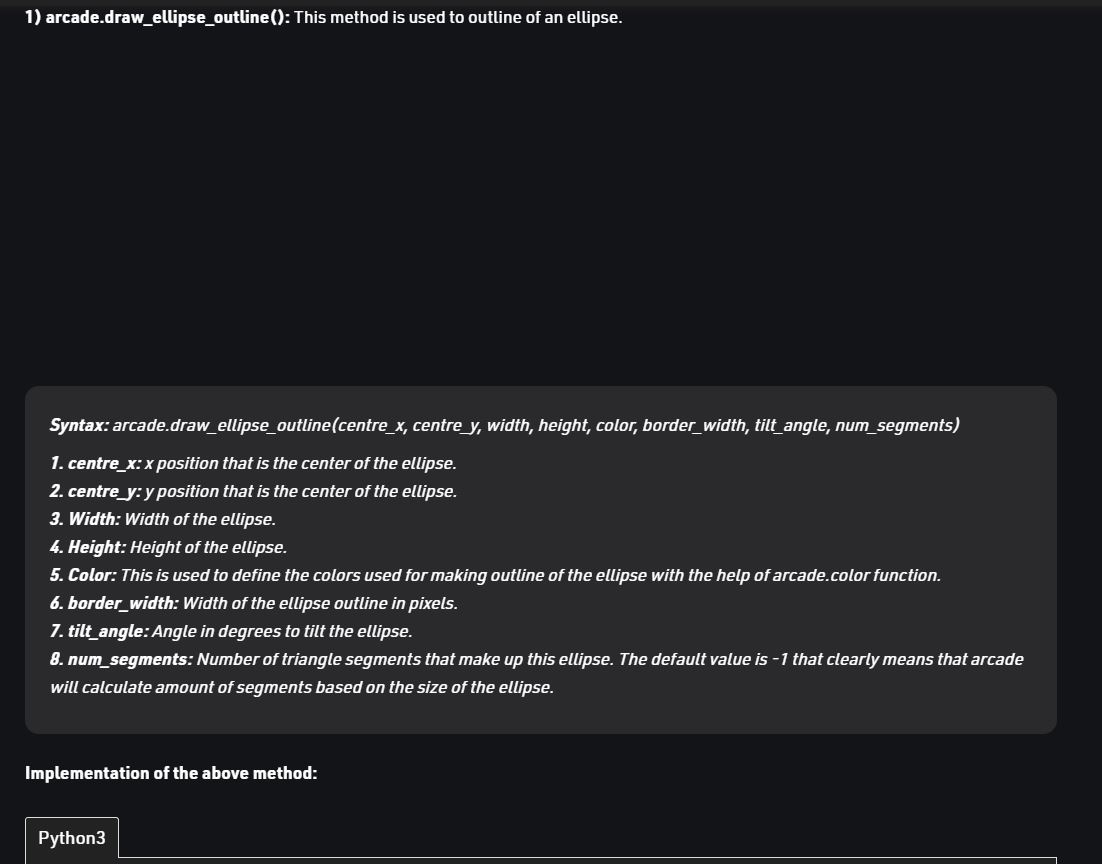 1) arcade.draw_ellipse_outline(): This method is used to outline of an ellipse.
Syntax: arcade.draw_ellipse_outline(centre_x, centre_y, width, height, color, border_width, tilt_angle, num_segments)
1. centre_x: x position that is the center of the ellipse.
2. centre_y: y position that is the center of the ellipse.
3. Width: Width of the ellipse.
4. Height: Height of the ellipse.
5. Color: This is used to define the colors used for making outline of the ellipse with the help of arcade.color function.
6. border_width: Width of the ellipse outline in pixels.
7. tilt_angle: Angle in degrees to tilt the ellipse.
8. num_segments: Number of triangle segments that make up this ellipse. The default value is -1 that clearly means that arcade
will calculate amount of segments based on the size of the ellipse.
Implementation of the above method:
Python3